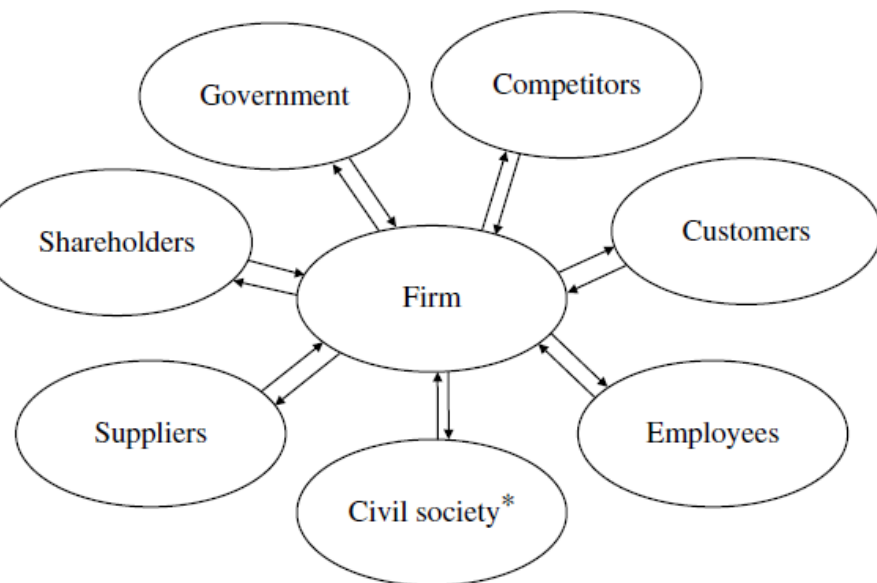 Government
Competitors
Shareholders
Customers
Firm
Suppliers
Employees
Civil society*